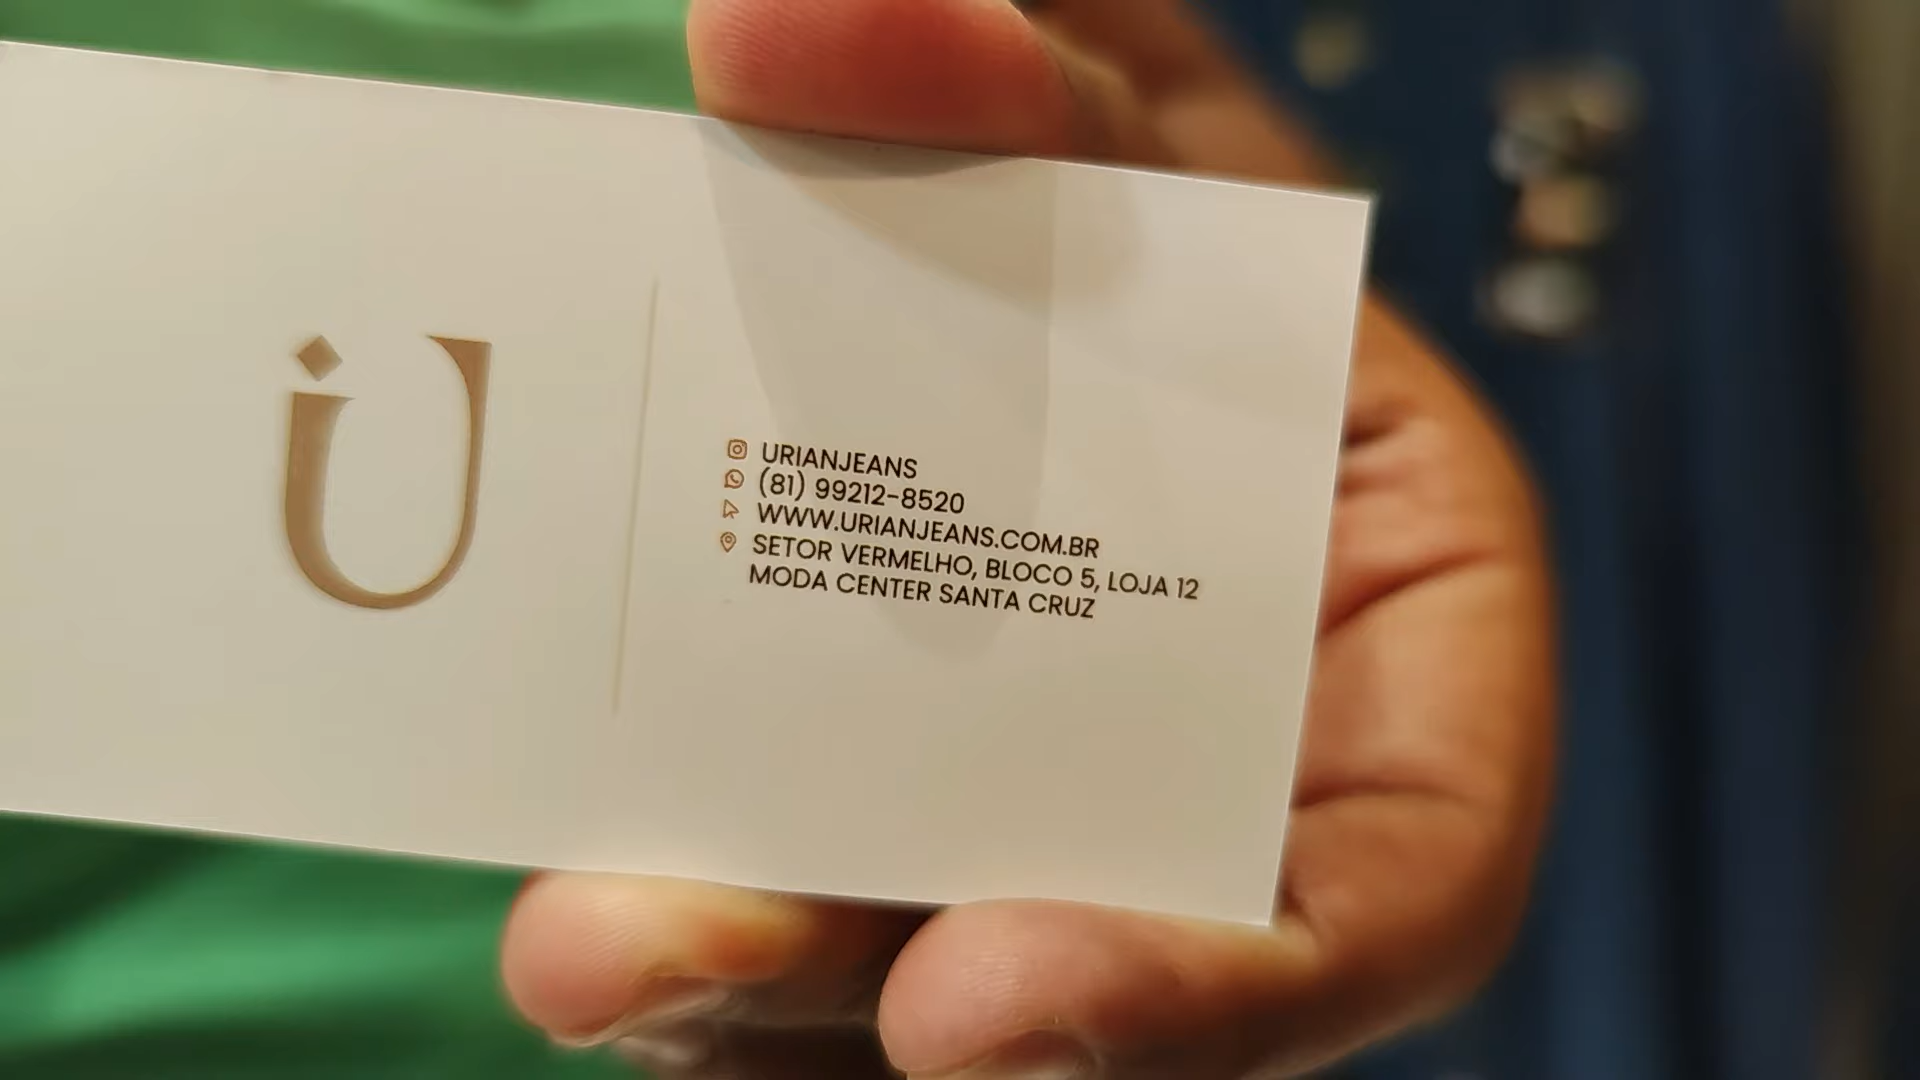 U
URIANJEANS
(81) 99212-8520
WWW.URIANJEANS.COM.BR
SETOR VERMELHO, BLOCO 5, LOJA 12
MODA CENTER SANTA CRUZ